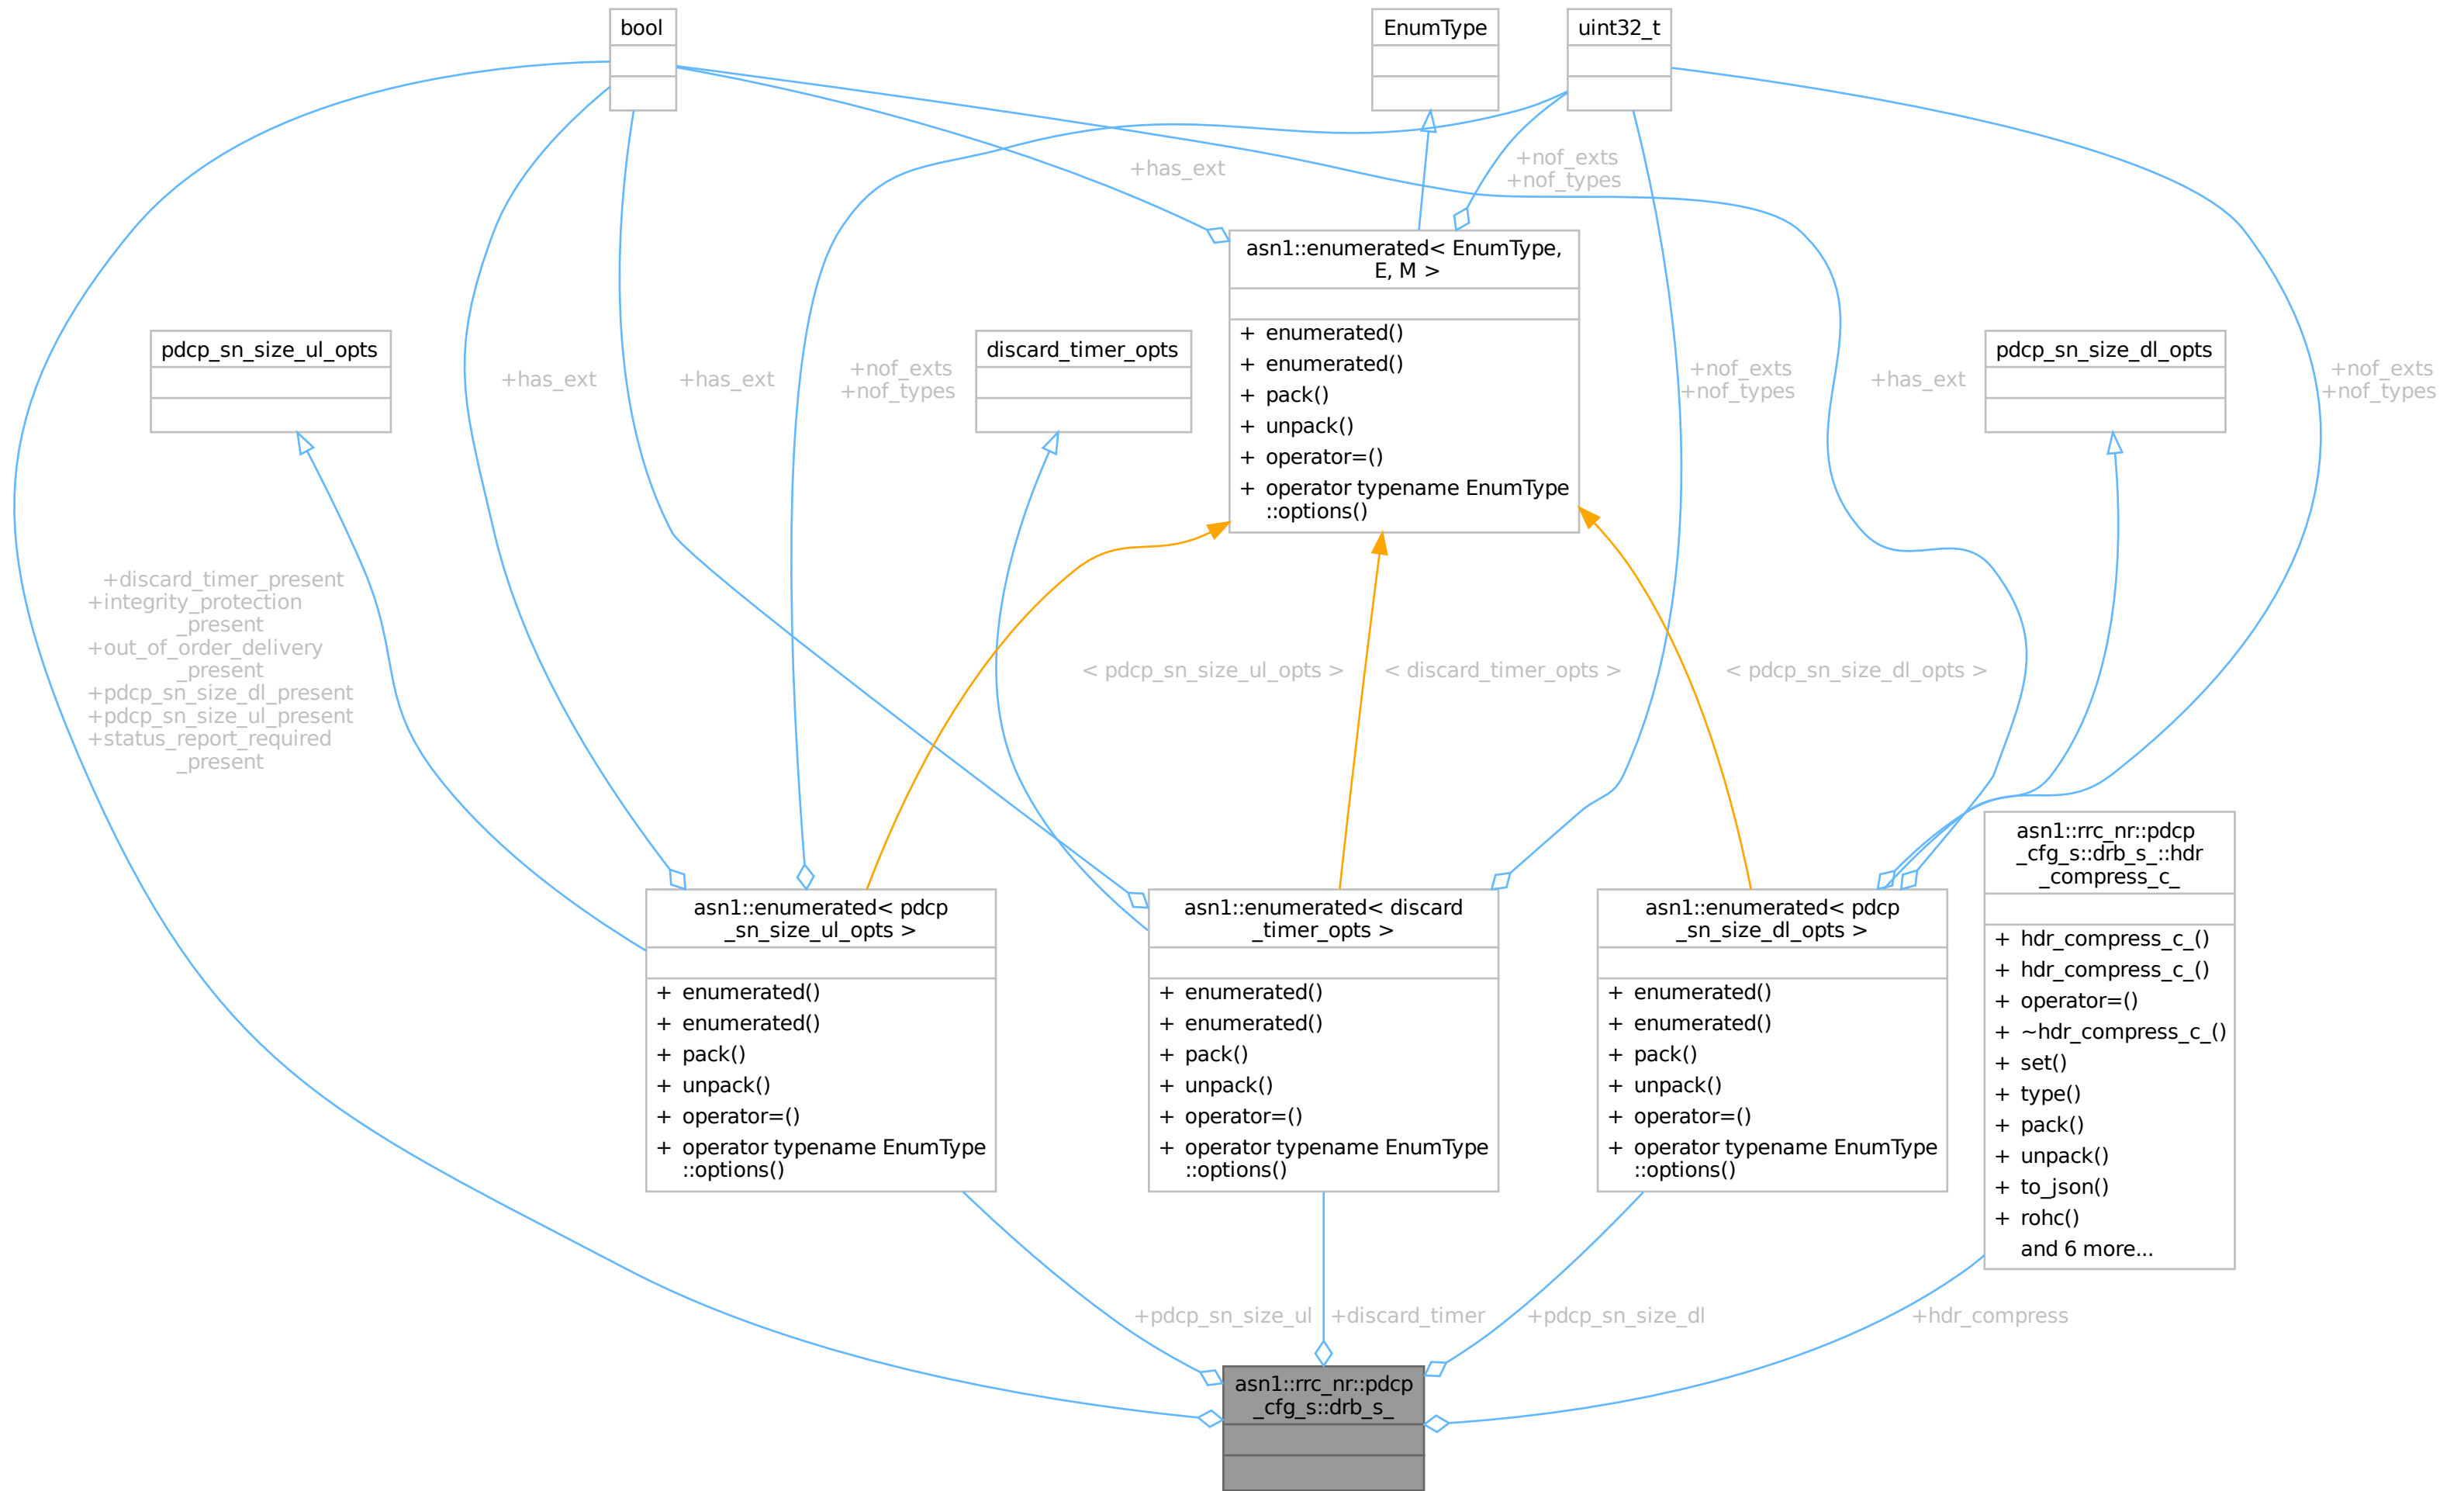 bool
EnumType
uint32_t
+has_ext
+nof_exts
+nof_types
asn1::enumerated< EnumType,
E, M >
+ enumerated()
+ enumerated()
+ pack()
+ unpack()
+ operator=()
+ operator typename EnumType
::options()
pdcp_sn_size_ul_opts
discard_timer_opts
pdcp_sn_size_dl_opts
+has_ext
+has_ext
+nof_exts
+nof_types
+nof_exts
+nof_types
+has_ext
+nof_exts
+nof_types
+discard_timer_present
+integrity_protection
_present
+out_of_order_delivery
_present
+pdcp_sn_size_dl_present
+pdcp_sn_size_ul_present
+status_report_required
_present
< pdcp_sn_size_ul_opts >
< discard_timer_opts >
< pdcp_sn_size_dl_opts >
asn1::enumerated< pdcp
_sn_size_ul_opts >
+ enumerated()
+ enumerated()
+ pack()
+ unpack()
+ operator=()
+ operator typename EnumType
::options()
asn1::enumerated< discard
_timer_opts >
+ enumerated()
+ enumerated()
+ pack()
+ unpack()
+ operator=()
+ operator typename EnumType
::options()
asn1::enumerated< pdcp
_sn_size_dl_opts >
+ enumerated()
+ enumerated()
+ pack()
+ unpack()
+ operator=()
+ operator typename EnumType
::options()
asn1::rrc_nr::pdcp
_cfg_s::drb_s_::hdr
_compress_c_
+ hdr_compress_c_()
+ hdr_compress_c_()
+ operator=()
+ ~hdr_compress_c_()
+ set()
+ type()
+ pack()
+ unpack()
+ to_json()
+ rohc()
and 6 more...
+pdcp_sn_size_ul
+discard_timer
+pdcp_sn_size_dl
+hdr_compress
asn1::rrc_nr::pdcp
_cfg_s::drb_s_